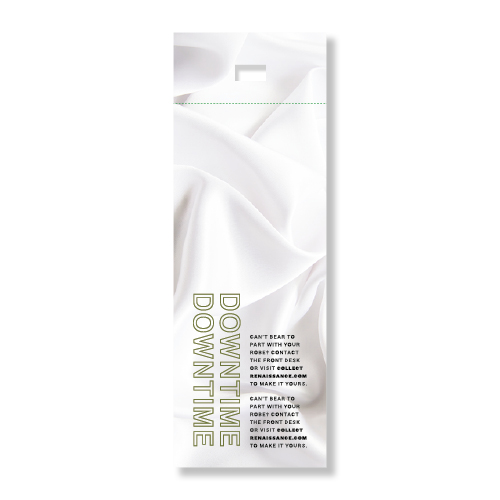 DOWNTIME
DOWNTIME
CAN'T BEAR TO
PART WITH YOUR
ROBE? CONTACT
THE FRONT DESK
OR VISIT COLLECT
RENAISSANCE.COM
TO MAKE IT YOURS.
CAN'T BEAR TO
PART WITH YOUR
ROBE? CONTACT
THE FRONT DESK
OR VISIT COLLECT
RENAISSANCE.COM
TO MAKE IT YOURS.